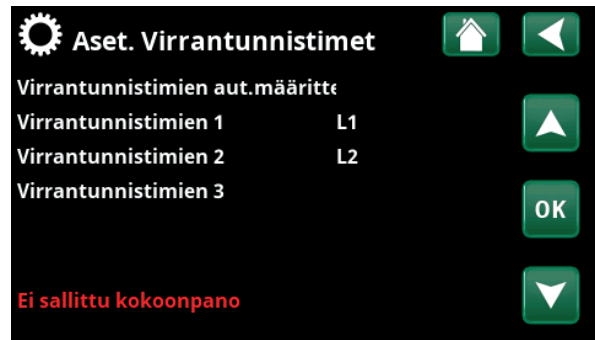 Aset. Virrantunnistimet
Virrantunnistimien aut.määritte
Virrantunnistimien 1 L1
Virrantunnistimien 2 L2
Virrantunnistimien 3
OK
Ei sallittu kokoonpano